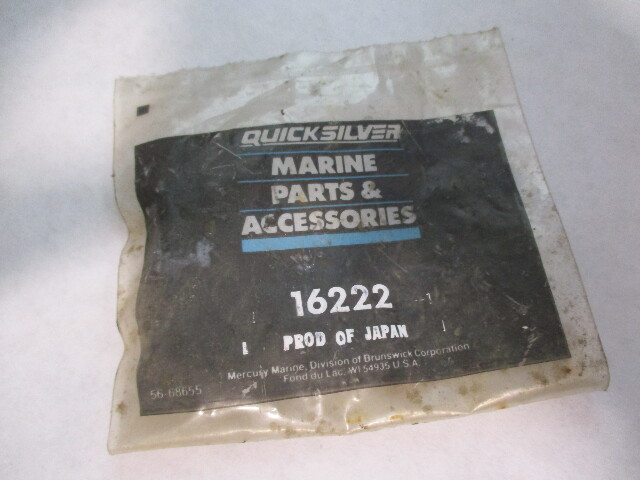 QUICKSILVER
MARINE
PARTS &
ACCESSORIES
16222
PROD OF JAPAN
Mercury Marine, Division of Brunswick Corporation
Fond du Lac, WI 54935 U.S.A.
56-68655